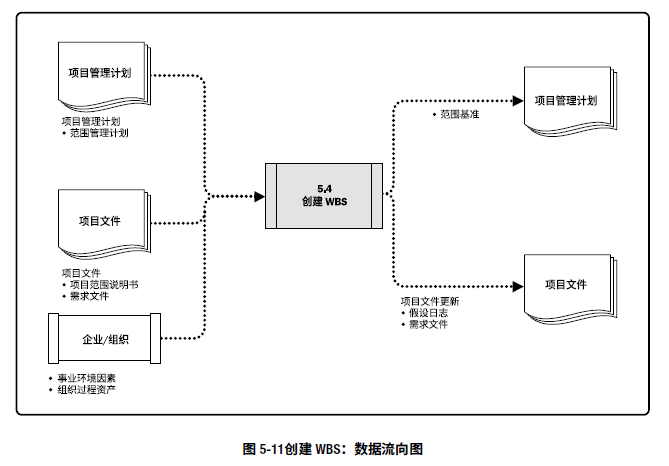 项目管理计划
项目管理计划
• 范围管理计划
项目文件
项目文件
• 项目范围说明书
• 需求文件
企业/组织
• 事业环境因素
• 组织过程资产
5.4
创建 WBS
• 范围基准
项目管理计划
项目文件更新
• 假设日志
• 需求文件
项目文件
图 5-11创建 WBS：数据流向图